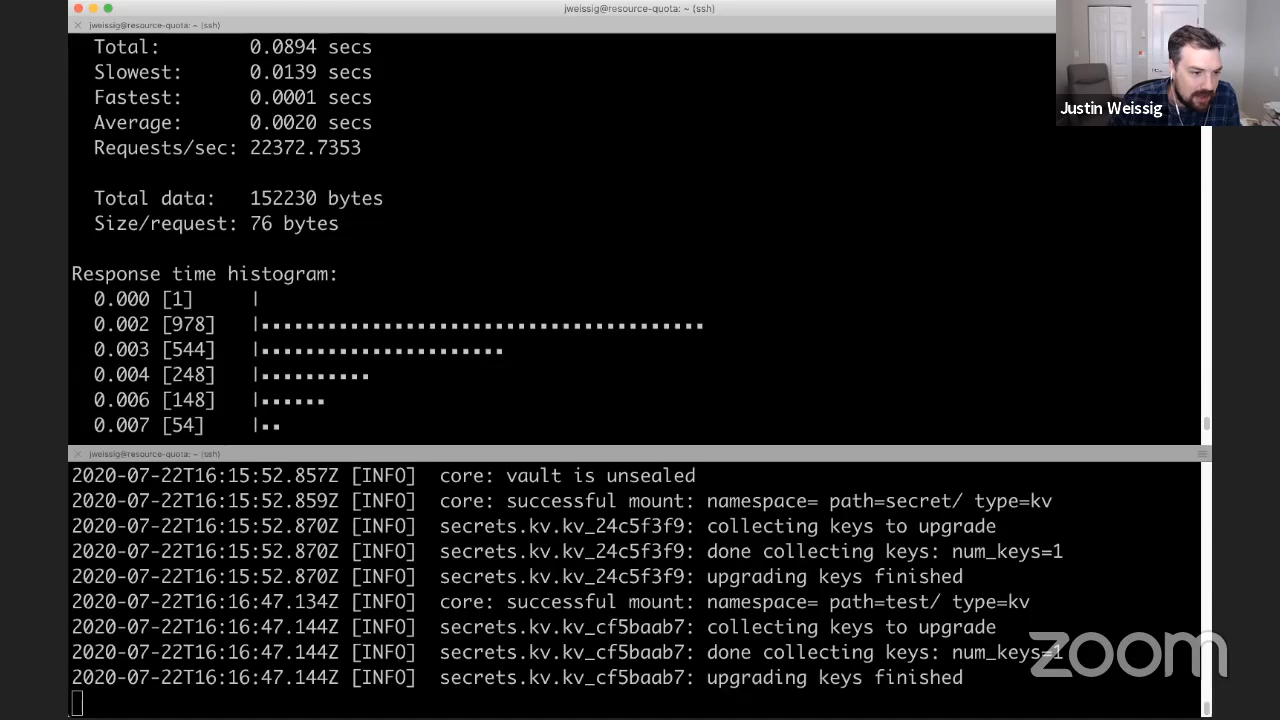 jweissig@resource-quota: ~ (ssh)
jweissig@resource-quota: ~ (ssh)
Total: 0.0894 secs
Slowest: 0.0139 secs
Fastest: 0.0001 secs
Average: 0.0020 secs
Requests/sec: 22372.7353
Total data: 152230 bytes
Size/request: 76 bytes
Response time histogram:
0.000 [1] |
0.002 [978] |■■■■■■■■■■■■■■■■■■■■■■■■■■■■■■■■■■■■■■■■
0.003 [544] |■■■■■■■■■■■■■■■■■■■■■■
0.004 [248] |■■■■■■■■■■
0.006 [148] |■■■■■■
0.007 [54] |■■
Justin Weissig
jweissig@resource-quota: ~ (ssh)
2020-07-22T16:15:52.857Z [INFO] core: vault is unsealed
2020-07-22T16:15:52.859Z [INFO] core: successful mount: namespace= path=secret/ type=kv
2020-07-22T16:15:52.870Z [INFO] secrets.kv.kv_24c5f3f9: collecting keys to upgrade
2020-07-22T16:15:52.870Z [INFO] secrets.kv.kv_24c5f3f9: done collecting keys: num_keys=1
2020-07-22T16:15:52.870Z [INFO] secrets.kv.kv_24c5f3f9: upgrading keys finished
2020-07-22T16:16:47.134Z [INFO] core: successful mount: namespace= path=test/ type=kv
2020-07-22T16:16:47.144Z [INFO] secrets.kv.kv_cf5baab7: collecting keys to upgrade
2020-07-22T16:16:47.144Z [INFO] secrets.kv.kv_cf5baab7: done collecting keys: num_keys=1
2020-07-22T16:16:47.144Z [INFO] secrets.kv.kv_cf5baab7: upgrading keys finished
zoom